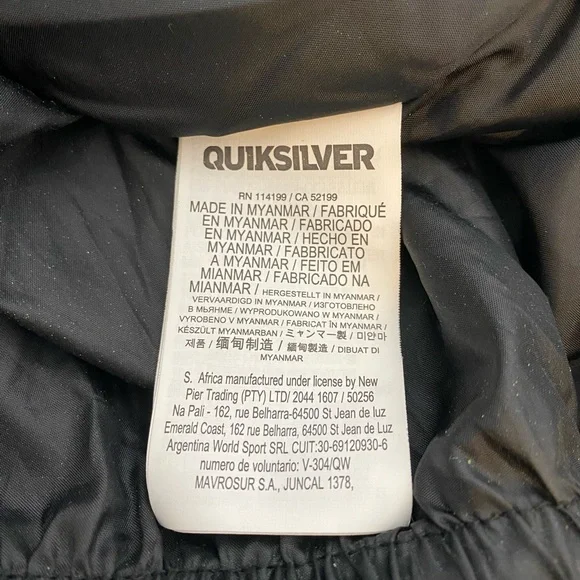 QUIKSILVER
RN 114199 / CA 52199
MADE IN MYANMAR / FABRIQUÉ
EN MYANMAR / FABRICADO
EN MYANMAR / HECHO EN
MYANMAR / FABBRICATO
A MYANMAR / FEITO EM
MIANMAR / FABRICADO NA
MIANMAR / HERGESTELLT IN MYANMAR /
VERVAARDIGD IN MYANMAR / ИЗГОТОВЛЕНО
В МЬЯНМЕ / WYPRODUKOWANO W MYANMAR /
VYROBENO V MYANMAR / FABRICAT ÎN MYANMAR /
KÉSZÜLT MYANMARBAN / ミャンマー製 / 미얀마
제품 / 缅甸制造 / 緬甸製造 / DIBUAT DI
MYANMAR
S. Africa manufactured under license by New
Pier Trading (PTY) LTD/ 2044 1607 / 50256
Na Pali - 162, rue Belharra-64500 St Jean de luz
Emerald Coast, 162 rue Belharra, 64500 St Jean de Luz
Argentina World Sport SRL CUIT:30-69120930-6
numero de voluntario: V-304/QW
MAVROSUR S.A., JUNCAL 1378,